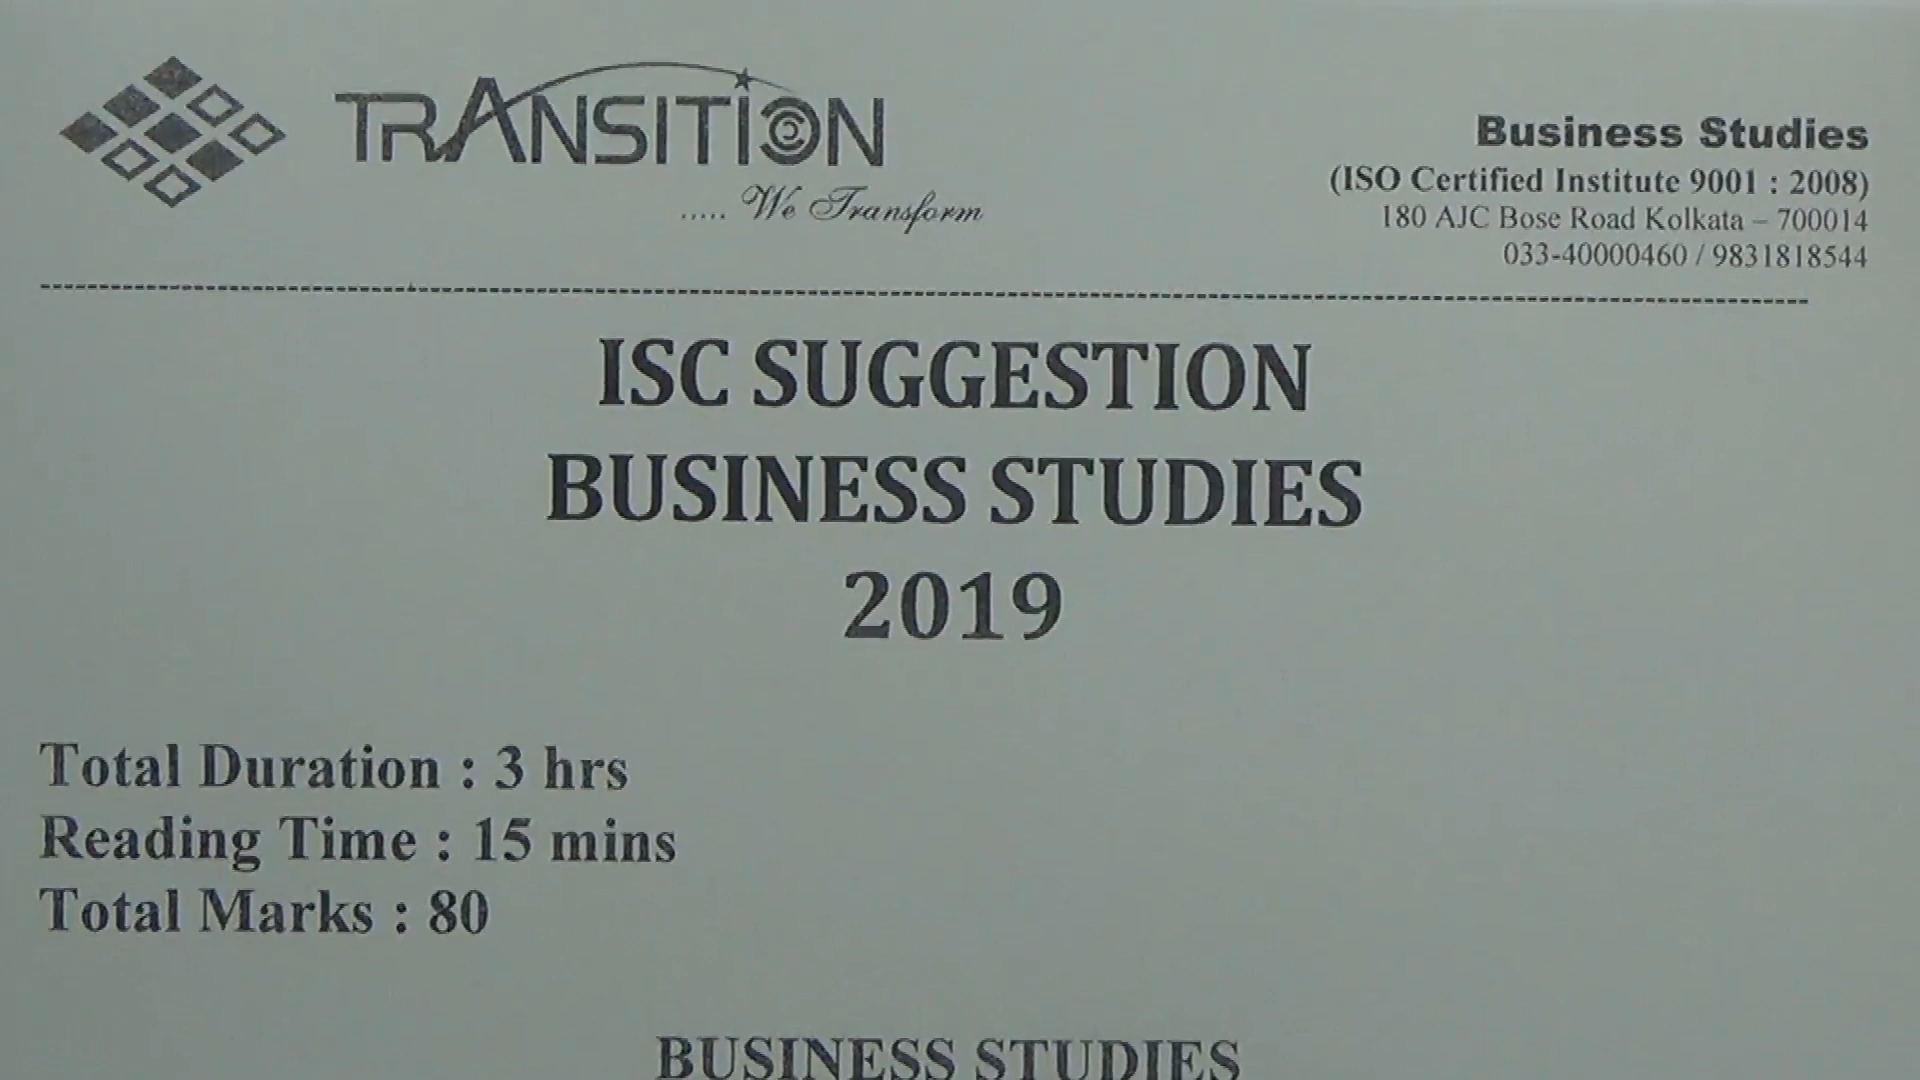 TRANSITION
..... We Transform
Business Studies
(ISO Certified Institute 9001 : 2008)
180 AJC Bose Road Kolkata – 700014
033-40000460 / 9831818544
ISC SUGGESTION
BUSINESS STUDIES
2019
Total Duration : 3 hrs
Reading Time : 15 mins
Total Marks : 80
BUSINESS STUDIES